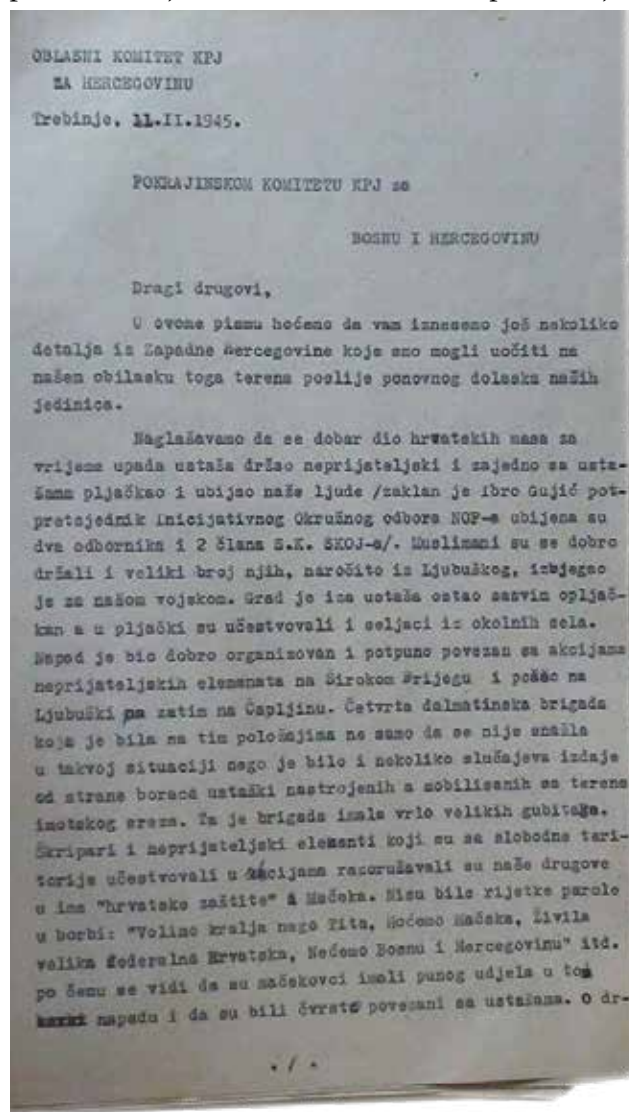 OBLASNI KOMITET KPJ
ZA HERCEGOVINU
Trebinje, 11.II.1945.
POKRAJINSKOM KOMITETU KPJ za
BOSNU I HERCEGOVINU
Dragi drugovi,
U ovome pismu hoćemo da vam iznesemo još nekoliko
detalja iz Zapadne Hercegovine koje smo mogli uočiti na
našem obilasku toga terena poslije ponovnog dolaska naših
jedinica.
Naglašavamo da se dobar dio hrvatskih masa za
vrijeme upada ustaša držao neprijateljski i zajedno sa usta-
šama pljačkao i ubijao naše ljude /zaklan je Ibro Gujić pot-
pretsjednik Inicijativnog Okružnog odbora NOF-a ubijena su
dva odbornika i 2 člana S.K. SKOJ-a/. Muslimani su se dobro
držali i veliki broj njih, naročito iz Ljubuškog, izbjegao
je za našom vojskom. Grad je iza ustaša ostao sasvim opljač-
kan a u pljački su učestvovali i seljaci iz okolnih sela.
Napad je bio dobro organizovan i potpuno povezan sa akcijama
neprijateljskih elemenata na Širokom Brijegu i pošao na
Ljubuški pa zatim na Čapljinu. Četvrta dalmatinska brigada
koja je bila na tim položajima ne samo da se nije snašla
u takvoj situaciji nego je bilo i nekoliko slučajeva izdaje
od strane boraca ustaški nastrojenih a mobilisanih sa terena
imotskog sreza. Ta je brigada imala vrlo velikih gubitaka.
Škripari i neprijateljski elementi koji su sa slobodne teri-
torije učestvovali u akcijama razoružavali su naše drugove
u ime "hrvatske zaštite" i Mačeka. Nisu bile rijetke parole
u borbi: "Volimo kralja nego Tita, Hoćemo Mačeka, Živila
velika federalna Hrvatska, Nećemo Bosnu i Hercegovinu" itd.
po čemu se vidi da su mačekovci imali punog udjela u tom
napadu i da su bili čvrsto povezani sa ustašama. O dr-
./.